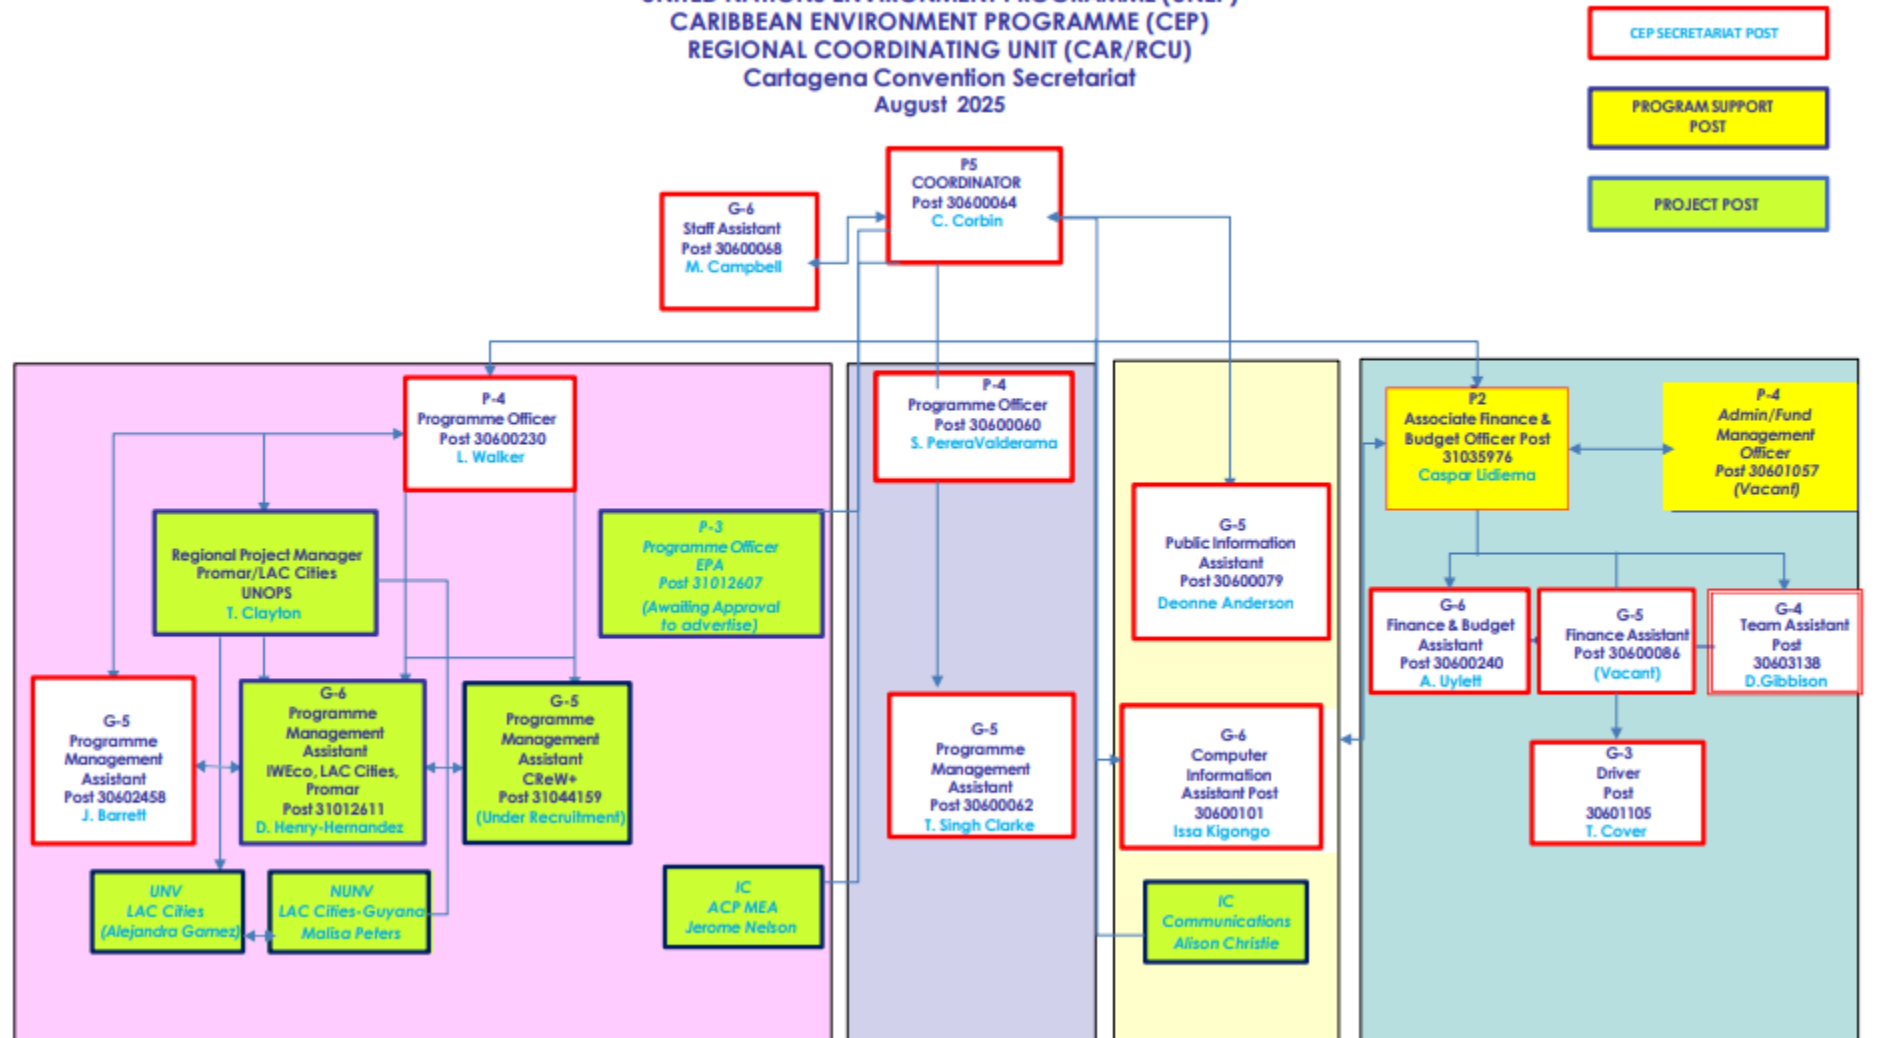 UNITED NATIONS ENVIRONMENT PROGRAMME (UNEP)
CARIBBEAN ENVIRONMENT PROGRAMME (CEP)
REGIONAL COORDINATING UNIT (CAR/RCU)
Cartagena Convention Secretariat
August 2025
CEP SECRETARIAT POST
PROGRAM SUPPORT
POST
PROJECT POST
P5
COORDINATOR
Post 30600064
C. Corbin
G-6
Staff Assistant
Post 30600068
M. Campbell
P-4
Programme Officer
Post 30600230
L. Walker
Regional Project Manager
Promar/LAC Cities
UNOPS
T. Clayton
P-3
Programme Officer
EPA
Post 31012607
(Awaiting Approval
to advertise)
G-5
Programme
Management
Assistant
Post 30602458
J. Barrett
G-6
Programme
Management
Assistant
IWEco, LAC Cities,
Promar
Post 31012611
D. Henry-Hernandez
G-5
Programme
Management
Assistant
CReW+
Post 31044159
(Under Recruitment)
UNV
LAC Cities
(Alejandra Gamez)
NUNV
LAC Cities-Guyana
Malisa Peters
IC
ACP MEA
Jerome Nelson
P-4
Programme Officer
Post 30600060
S. PereraValderama
G-5
Programme
Management
Assistant
Post 30600062
T. Singh Clarke
G-5
Public Information
Assistant
Post 30600079
Deonne Anderson
G-6
Computer
Information
Assistant Post
30600101
Issa Kigongo
IC
Communications
Alison Christie
P2
Associate Finance &
Budget Officer Post
31035976
Caspar Lidiema
P-4
Admin/Fund
Management
Officer
Post 30601057
(Vacant)
G-6
Finance & Budget
Assistant
Post 30600240
A. Uylett
G-5
Finance Assistant
Post 30600086
(Vacant)
G-4
Team Assistant
Post
30603138
D.Gibbison
G-3
Driver
Post
30601105
T. Cover